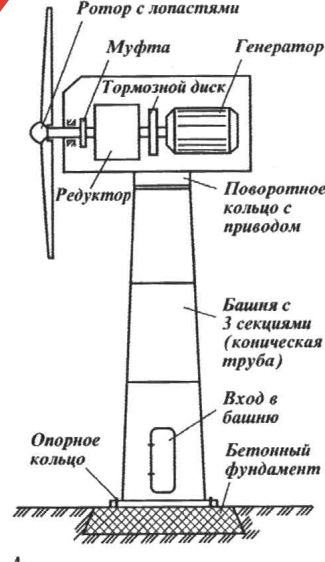 Ротор с лопастями
Муфта
Генератор
Тормозной диск
Редуктор
Поворотное
кольцо с
приводом
Башня с
3 секциями
(коническая
труба)
Вход в
башню
Опорное
кольцо
Бетонный
фундамент